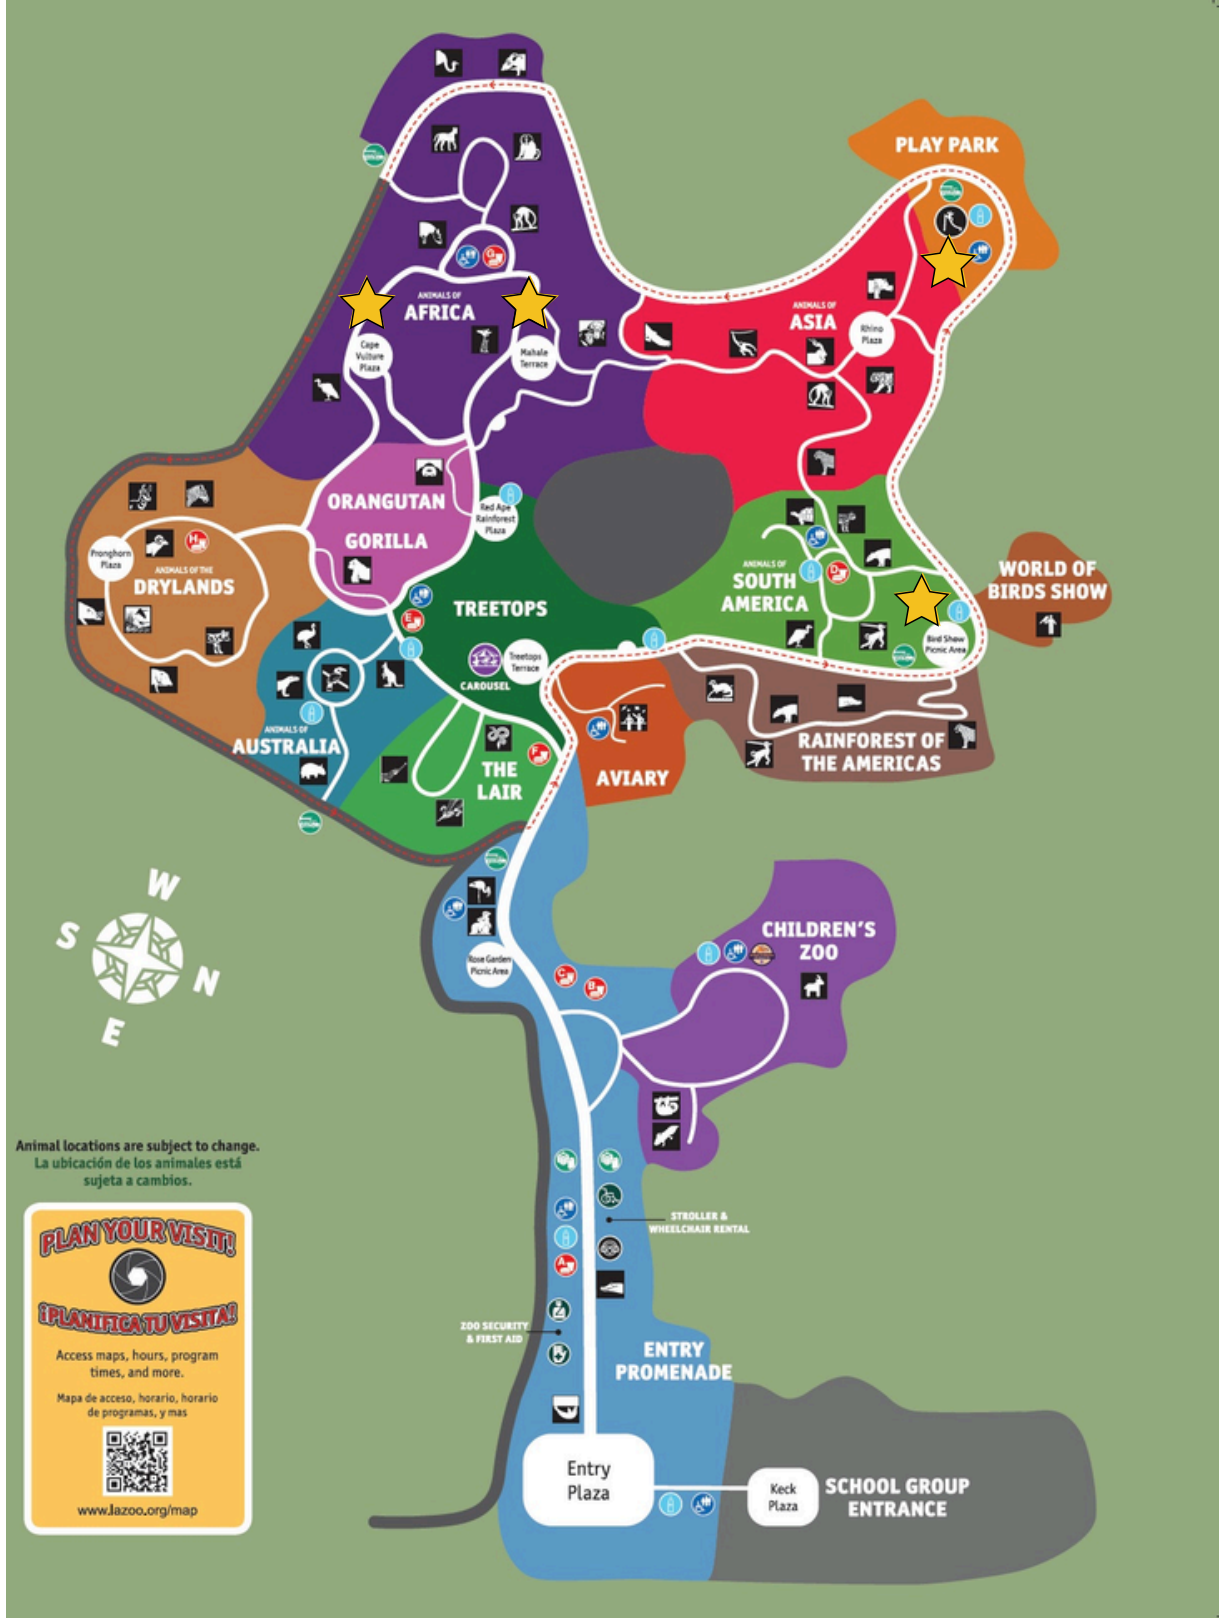 PLAY PARK
ANIMALS OF
AFRICA
ANIMALS OF
ASIA
Rhino
Plaza
Cape
Vulture
Plaza
Mahale
Terrace
ORANGUTAN
GORILLA
Red Ape
Rainforest
Plaza
Pronghorn
Plaza
ANIMALS OF THE
DRYLANDS
H
TREETOPS
ANIMALS OF
SOUTH
AMERICA
D
WORLD OF
BIRDS SHOW
Bird Show
Picnic Area
E
Treetops
Terrace
CAROUSEL
ANIMALS OF
AUSTRALIA
THE
LAIR
F
AVIARY
RAINFOREST OF
THE AMERICAS
G
W
S
N
E
Rose Garden
Picnic Area
C
B
CHILDREN'S
ZOO
Animal locations are subject to change.
La ubicación de los animales está
sujeta a cambios.
PLAN YOUR VISIT!
¡PLANIFICA TU VISITA!
Access maps, hours, program
times, and more.
Mapa de acceso, horario, horario
de programas, y mas
www.lazoo.org/map
STROLLER &
WHEELCHAIR RENTAL
A
ZOO SECURITY
& FIRST AID
ENTRY
PROMENADE
Entry
Plaza
Keck
Plaza
SCHOOL GROUP
ENTRANCE